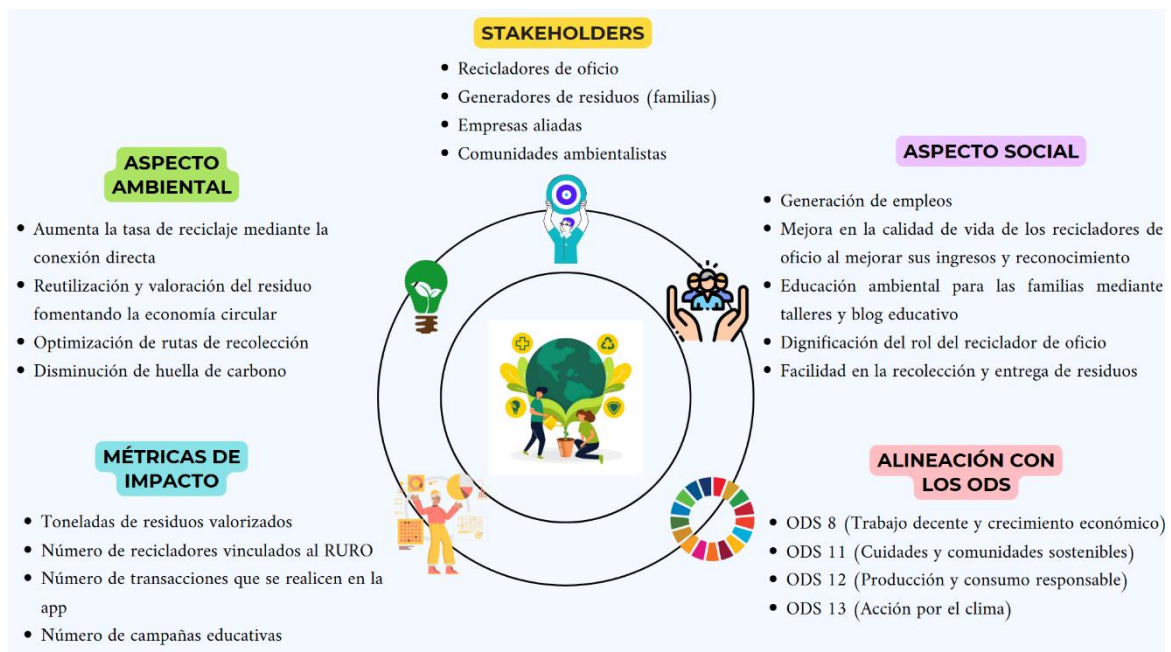 STAKEHOLDERS
• Recicladores de oficio
• Generadores de residuos (familias)
• Empresas aliadas
• Comunidades ambientalistas
ASPECTO
AMBIENTAL
• Aumenta la tasa de reciclaje mediante la
conexión directa
• Reutilización y valoración del residuo
fomentando la economía circular
• Optimización de rutas de recolección
• Disminución de huella de carbono
ASPECTO SOCIAL
• Generación de empleos
• Mejora en la calidad de vida de los recicladores de
oficio al mejorar sus ingresos y reconocimiento
• Educación ambiental para las familias mediante
talleres y blog educativo
• Dignificación del rol del reciclador de oficio
• Facilidad en la recolección y entrega de residuos
MÉTRICAS DE
IMPACTO
• Toneladas de residuos valorizados
• Número de recicladores vinculados al RURO
• Número de transacciones que se realicen en la
app
• Número de campañas educativas
ALINEACIÓN CON
LOS ODS
• ODS 8 (Trabajo decente y crecimiento económico)
• ODS 11 (Cuidades y comunidades sostenibles)
• ODS 12 (Producción y consumo responsable)
• ODS 13 (Acción por el clima)